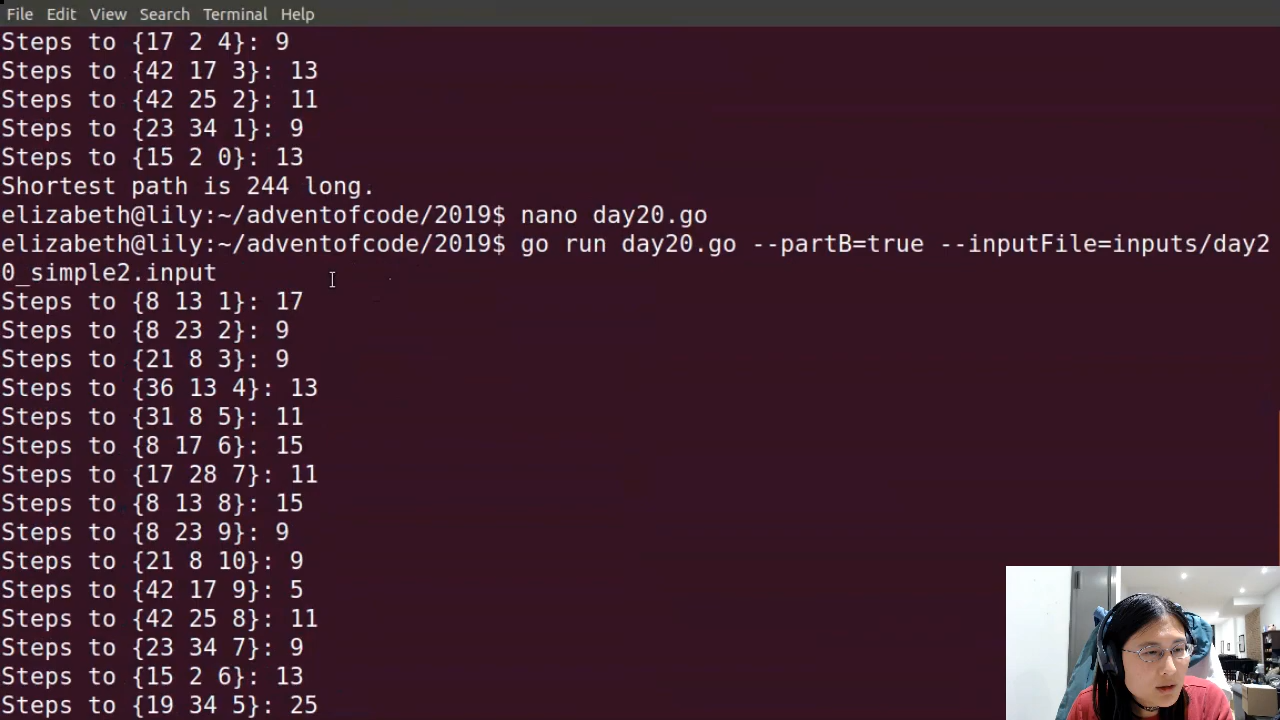 File Edit View Search Terminal Help
Steps to {17 2 4}: 9
Steps to {42 17 3}: 13
Steps to {42 25 2}: 11
Steps to {23 34 1}: 9
Steps to {15 2 0}: 13
Shortest path is 244 long.
elizabeth@lily:~/adventofcode/2019$ nano day20.go
elizabeth@lily:~/adventofcode/2019$ go run day20.go --partB=true --inputFile=inputs/day2
0_simple2.input
Steps to {8 13 1}: 17
Steps to {8 23 2}: 9
Steps to {21 8 3}: 9
Steps to {36 13 4}: 13
Steps to {31 8 5}: 11
Steps to {8 17 6}: 15
Steps to {17 28 7}: 11
Steps to {8 13 8}: 15
Steps to {8 23 9}: 9
Steps to {21 8 10}: 9
Steps to {42 17 9}: 5
Steps to {42 25 8}: 11
Steps to {23 34 7}: 9
Steps to {15 2 6}: 13
Steps to {19 34 5}: 25